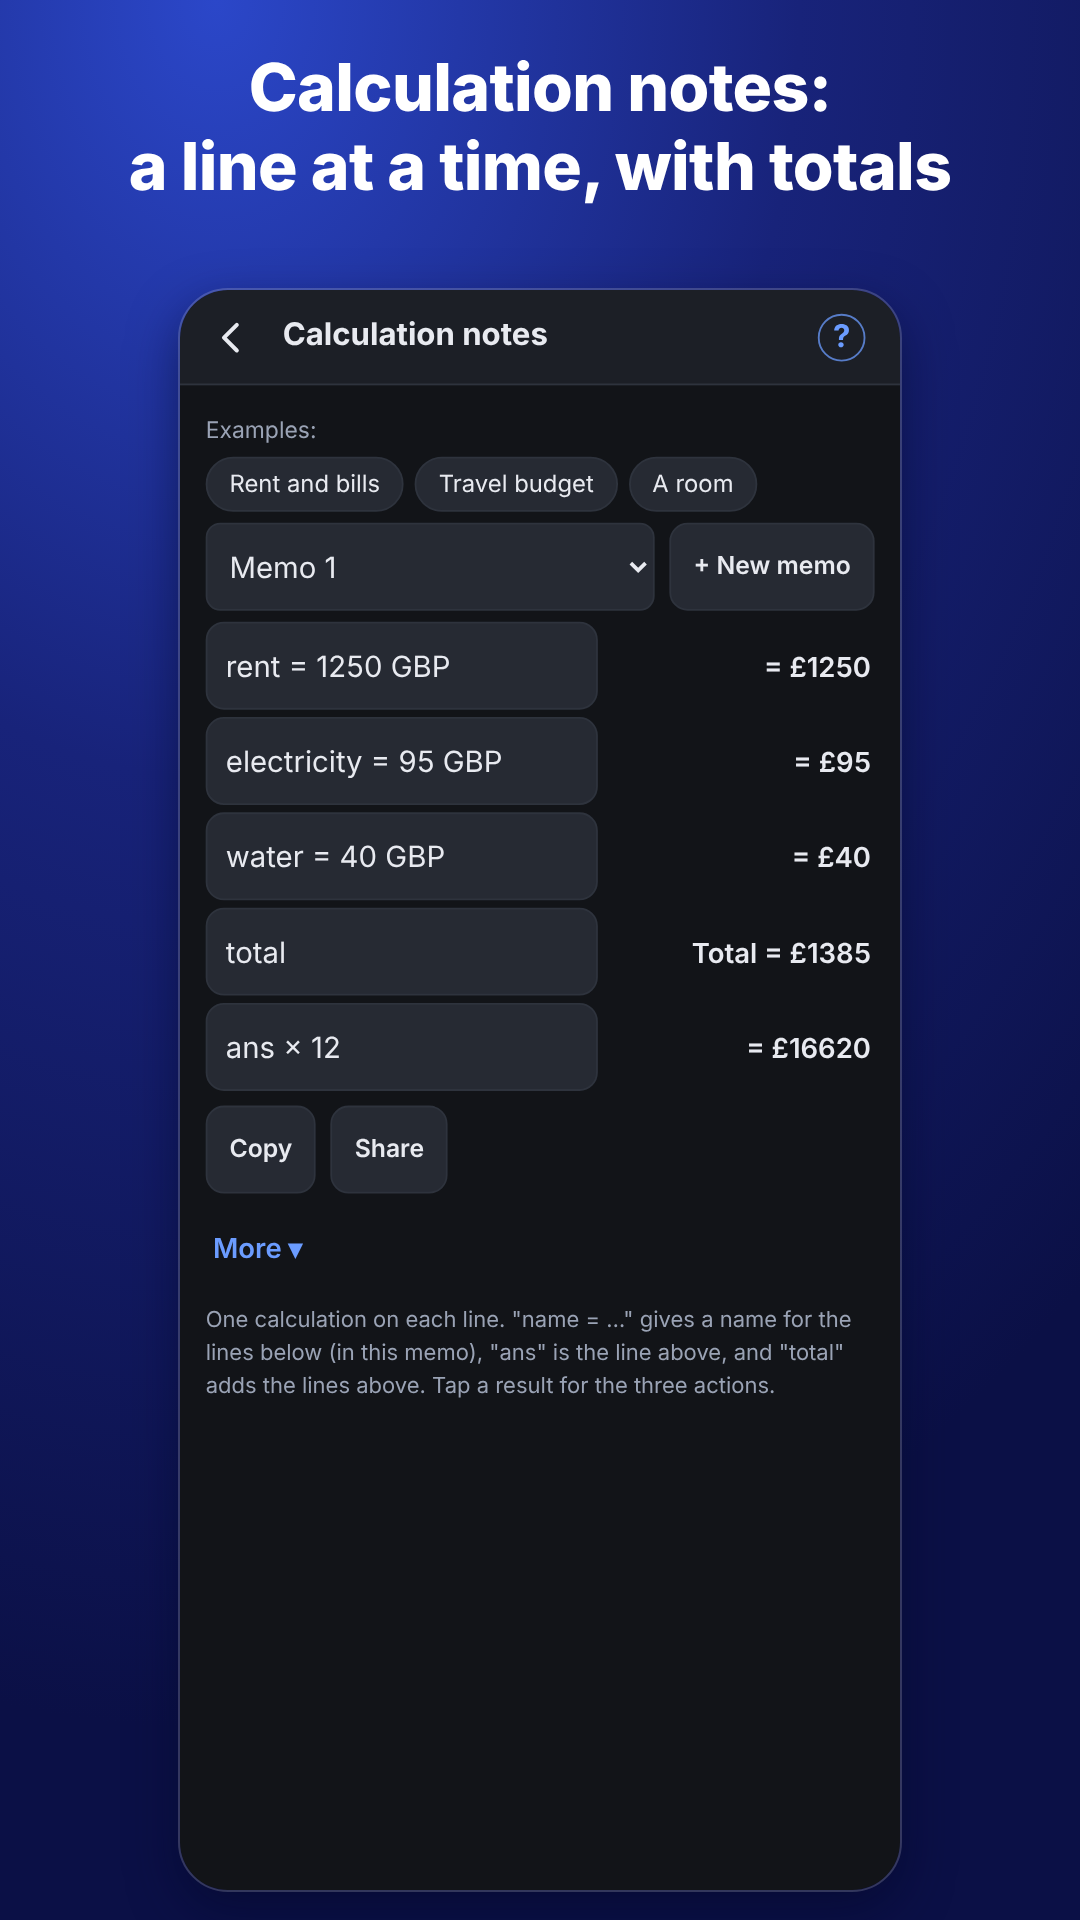 Calculation notes:
a line at a time, with totals
Calculation notes
?
Examples:
Rent and bills
Travel budget
A room
Memo 1
+ New memo
rent = 1250 GBP
= £1250
electricity = 95 GBP
= £95
water = 40 GBP
= £40
total
Total = £1385
ans × 12
= £16620
Copy
Share
More ▾
One calculation on each line. "name = ..." gives a name for the
lines below (in this memo), "ans" is the line above, and "total"
adds the lines above. Tap a result for the three actions.